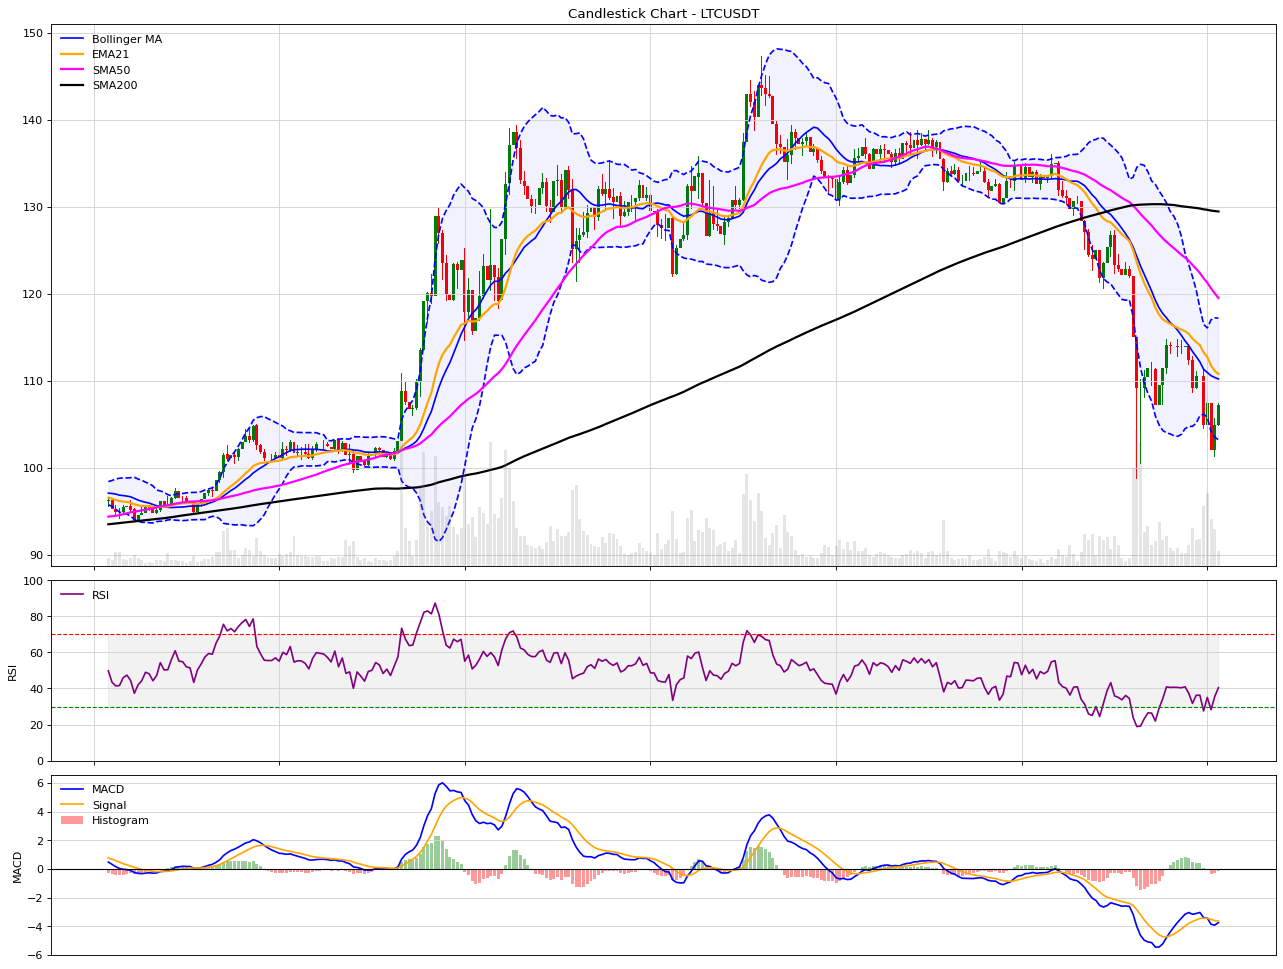 Candlestick Chart - LTCUSDT
150
140
130
120
110
100
90
Bollinger MA
EMA21
SMA50
SMA200
100
80
60
40
20
0
RSI
RSI
6
4
2
0
−2
−4
−6
MACD
MACD
Signal
Histogram